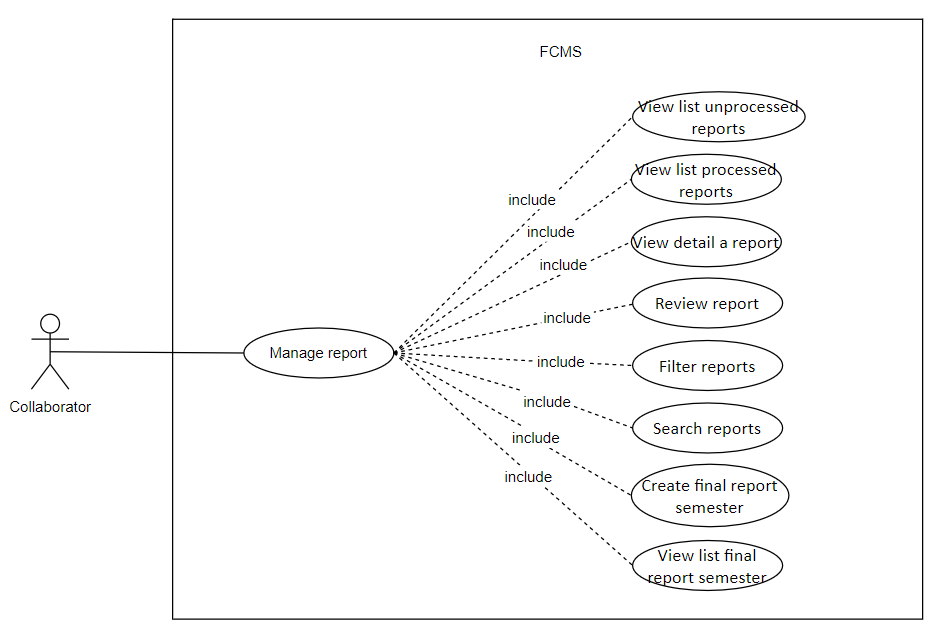 FCMS
View list unprocessed
reports
View list processed
reports
include
include
View detail a report
include
Review report
include
Manage report
include
Filter reports
Collaborator
include
Search reports
include
include
Create final report
semester
View list final
report semester